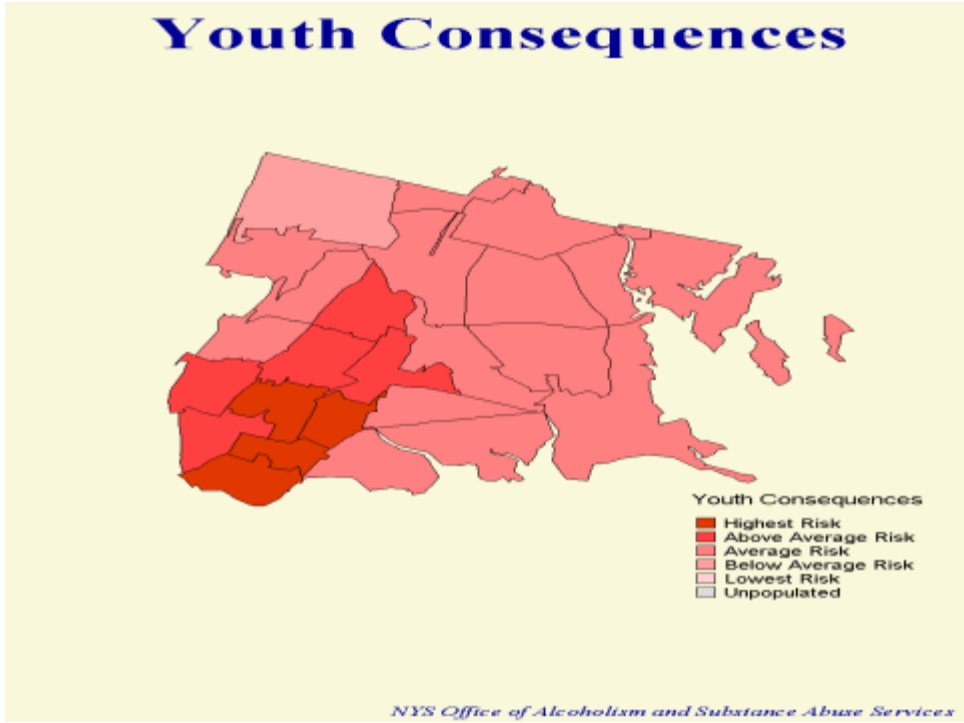 Youth Consequences
Youth Consequences
Highest Risk
Above Average Risk
Average Risk
Below Average Risk
Lowest Risk
Unpopulated
NYS Office of Alcoholism and Substance Abuse Services